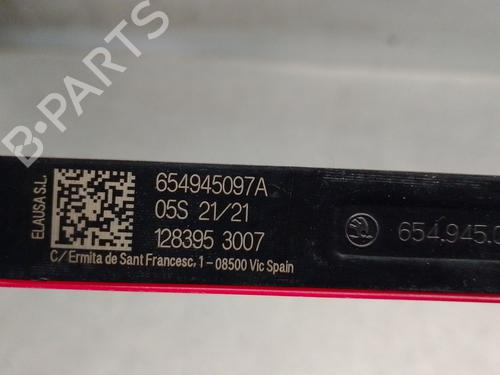 B-PARTS
ELAUSA S.L.
654945097A
05S 21/21
128395 3007
C/ Ermita de Sant Francesc, 1 - 08500 Vic Spain
654.945.0